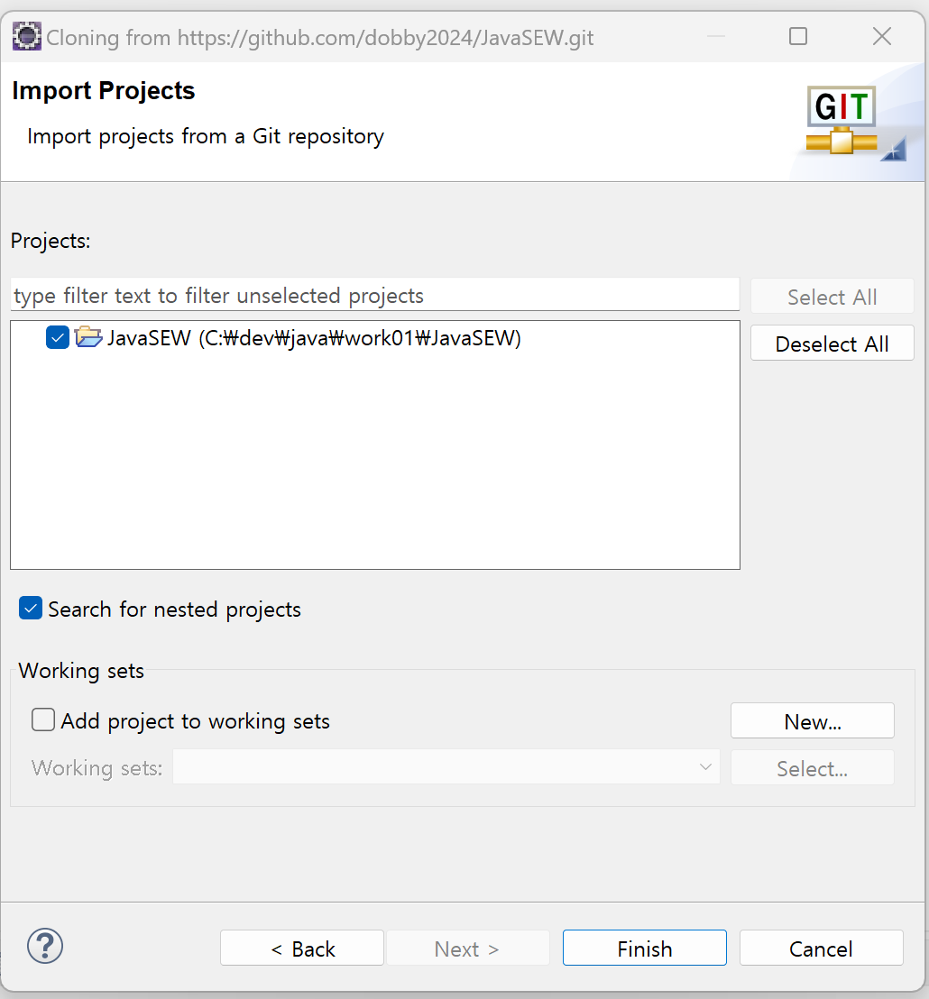 Cloning from https://github.com/dobby2024/JavaSEW.git
Import Projects
Import projects from a Git repository
GIT
Projects:
type filter text to filter unselected projects
Select All
JavaSEW (C:₩dev₩java₩work01₩JavaSEW)
Deselect All
Search for nested projects
Working sets
Add project to working sets
New...
Working sets:
Select...
?
< Back
Next >
Finish
Cancel